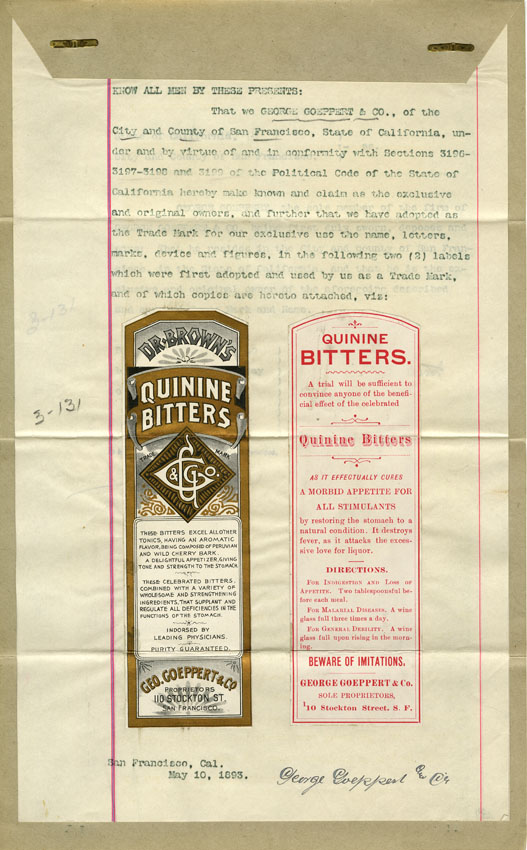 KNOW ALL MEN BY THESE PRESENTS:
That we GEORGE GOEPPERT & CO., of the
City and County of San Francisco, State of California, un-
der and by virtue of and in conformity with Sections 3196-
3197-3198 and 3199 of the Political Code of the State of
California hereby make known and claim as the exclusive
and original owners, and further that we have adopted as
the Trade Mark for our exclusive use the name, letters,
marks, device and figures, in the following two (2) labels
which were first adopted and used by us as a Trade Mark,
and of which copies are hereto attached, viz:
3-131
3-131
DR. BROWN'S
QUININE
BITTERS
TRADE MARK
G & G Co.
THESE BITTERS EXCEL ALL OTHER
TONICS, HAVING AN AROMATIC
FLAVOR, BEING COMPOSED OF PERUVIAN
AND WILD CHERRY BARK.
A DELIGHTFUL APPETIZER, GIVING
TONE AND STRENGTH TO THE STOMACH.
THESE CELEBRATED BITTERS,
COMBINED WITH A VARIETY OF
WHOLESOME AND STRENGTHENING
INGREDIENTS, THAT SUPPLANT AND
REGULATE ALL DEFICIENCIES IN THE
FUNCTIONS OF THE STOMACH.
INDORSED BY
LEADING PHYSICIANS.
PURITY GUARANTEED.
GEO. GOEPPERT & CO
PROPRIETORS
110 STOCKTON ST.
SAN FRANCISCO.
QUININE
BITTERS.
A trial will be sufficient to
convince anyone of the benefi-
cial effect of the celebrated
Quinine Bitters
AS IT EFFECTUALLY CURES
A MORBID APPETITE FOR
ALL STIMULANTS
by restoring the stomach to a
natural condition. It destroys
fever, as it attacks the exces-
sive love for liquor.
DIRECTIONS.
FOR INDIGESTION AND LOSS OF
APPETITE. Two tablespoonsful be-
fore each meal.
FOR MALARIAL DISEASES. A wine
glass full three times a day.
FOR GENERAL DEBILITY. A wine
glass full upon rising in the morn-
ing.
BEWARE OF IMITATIONS.
GEORGE GOEPPERT & Co.
SOLE PROPRIETORS,
110 Stockton Street, S. F.
San Francisco, Cal.
May 10, 1893.
George Goeppert & Co